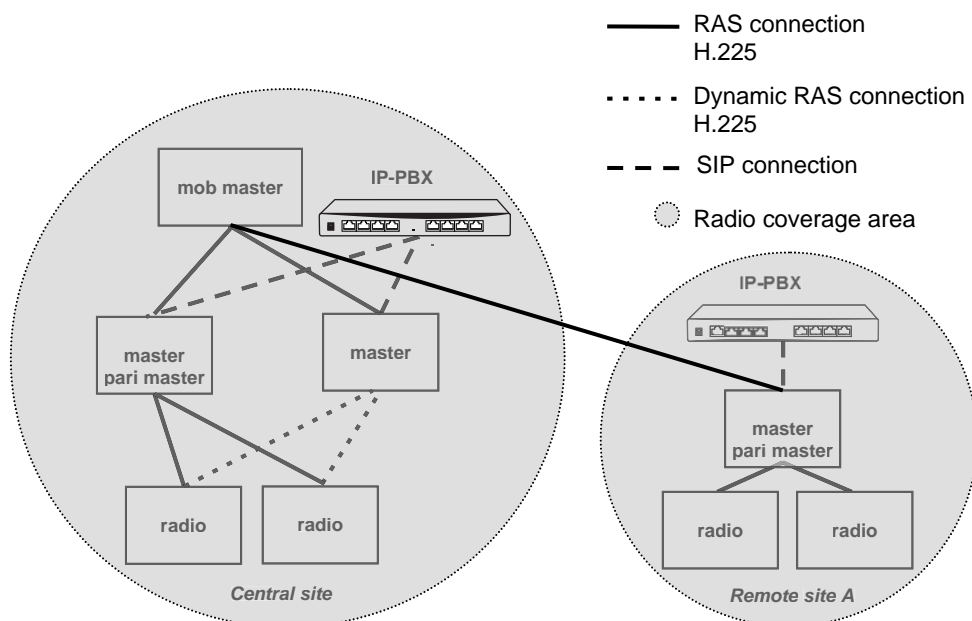 RAS connection
H.225
Dynamic RAS connection
H.225
SIP connection
Radio coverage area
mob master
IP-PBX
IP-PBX
master
pari master
master
master
pari master
radio
radio
radio
radio
Central site
Remote site A